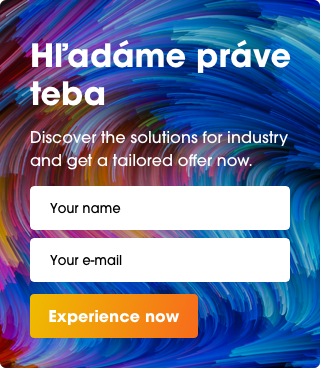 Hľadáme práve
teba
Discover the solutions for industry
and get a tailored offer now.
Your name
Your e-mail
Experience now